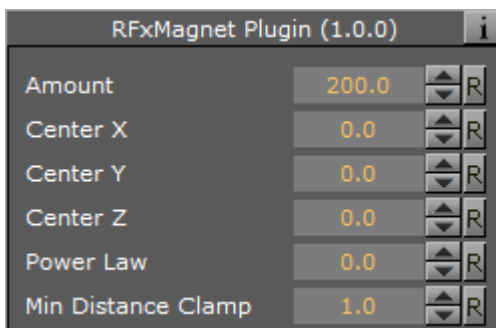 RFxMagnet Plugin (1.0.0) i
Amount 200.0 R
Center X 0.0 R
Center Y 0.0 R
Center Z 0.0 R
Power Law 0.0 R
Min Distance Clamp 1.0 R